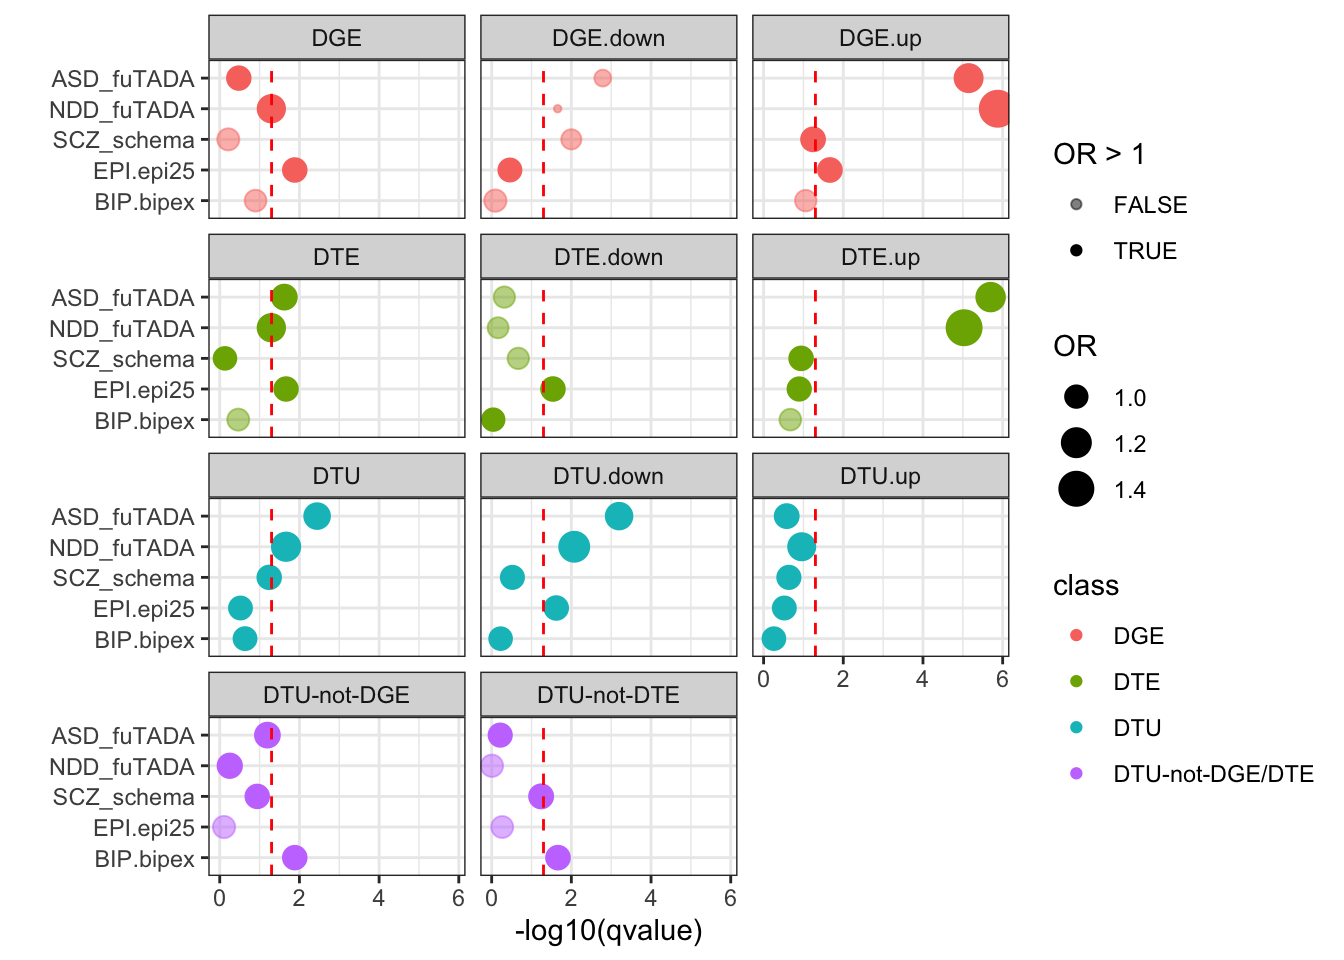 DGE DGE.down DGE.up
ASD_fuTADA
NDD_fuTADA
SCZ_schema
EPI.epi25
BIP.bipex
DTE DTE.down DTE.up
ASD_fuTADA
NDD_fuTADA
SCZ_schema
EPI.epi25
BIP.bipex
DTU DTU.down DTU.up
ASD_fuTADA
NDD_fuTADA
SCZ_schema
EPI.epi25
BIP.bipex
0 2 4 6
DTU-not-DGE DTU-not-DTE
ASD_fuTADA
NDD_fuTADA
SCZ_schema
EPI.epi25
BIP.bipex
0 2 4 6 0 2 4 6
-log10(qvalue)
OR > 1
FALSE
TRUE
OR
1.0
1.2
1.4
class
DGE
DTE
DTU
DTU-not-DGE/DTE